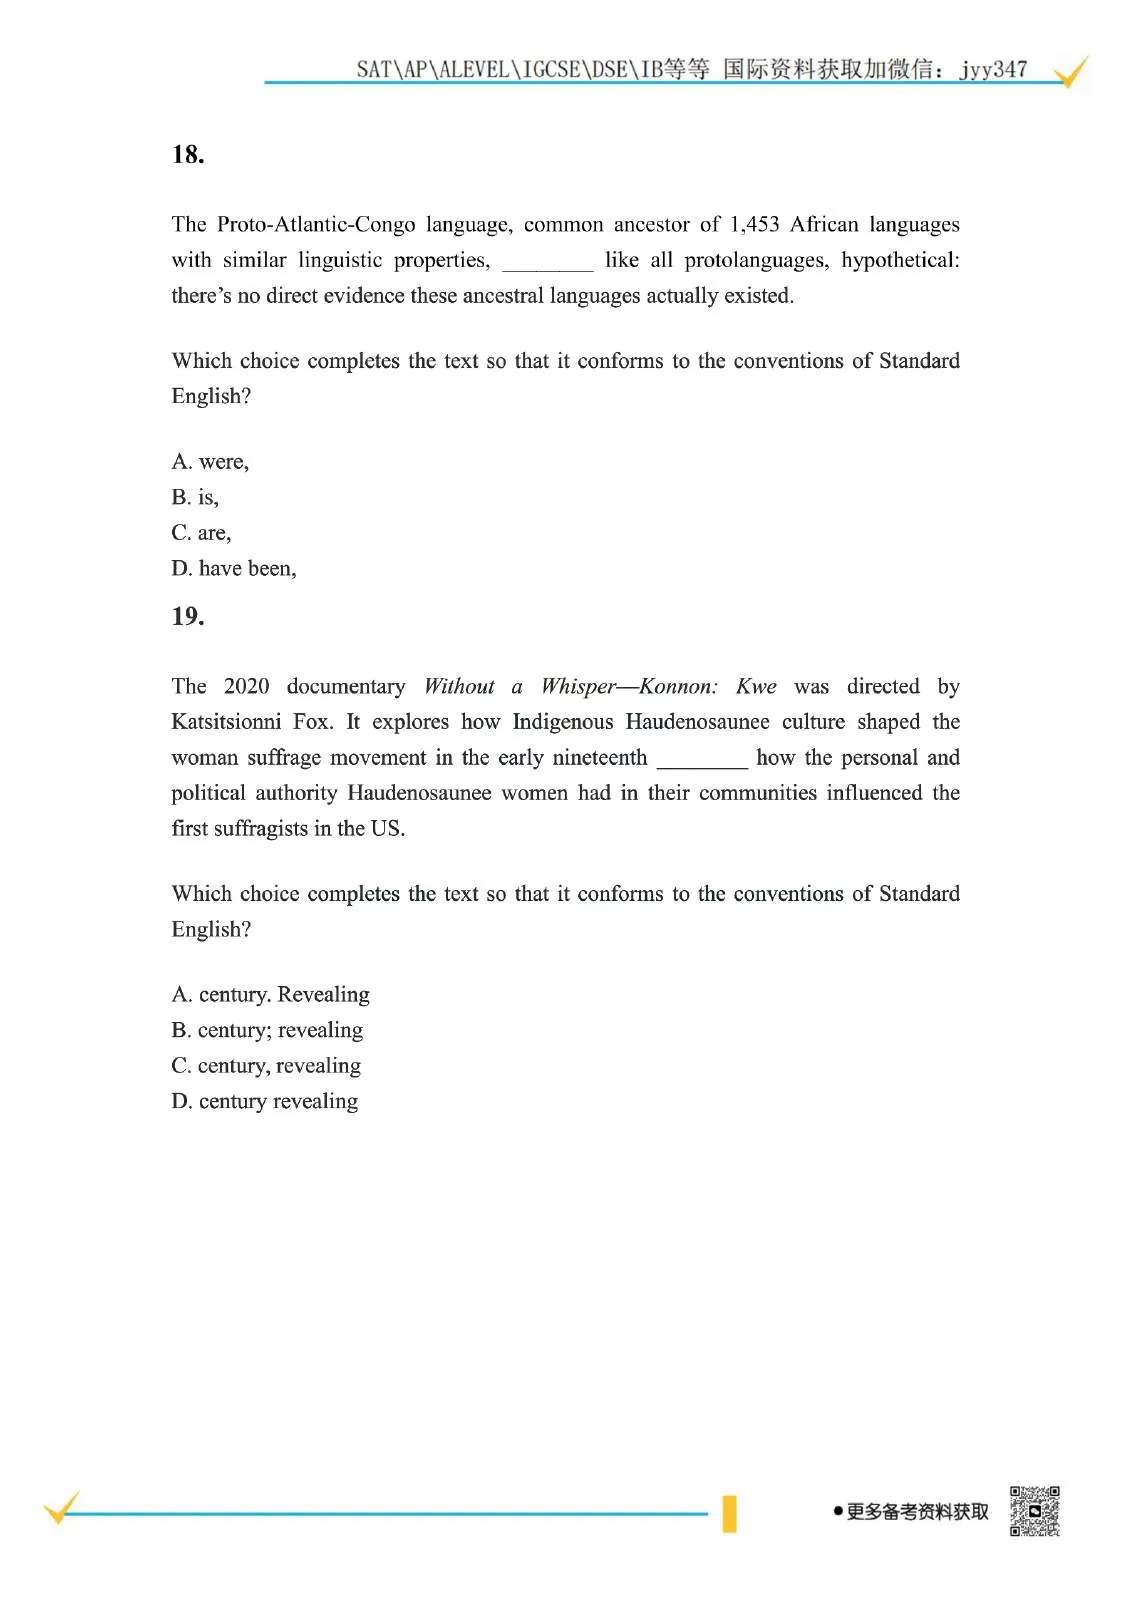 SAT\AP\ALEVEL\IGCSE\DSE\IB等等 国际资料获取加微信：jyy347
18.
The Proto-Atlantic-Congo language, common ancestor of 1,453 African languages
with similar linguistic properties, ________ like all protolanguages, hypothetical:
there's no direct evidence these ancestral languages actually existed.
Which choice completes the text so that it conforms to the conventions of Standard
English?
A. were,
B. is,
C. are,
D. have been,
19.
The 2020 documentary Without a Whisper—Konnon: Kwe was directed by
Katsitsionni Fox. It explores how Indigenous Haudenosaunee culture shaped the
woman suffrage movement in the early nineteenth ________ how the personal and
political authority Haudenosaunee women had in their communities influenced the
first suffragists in the US.
Which choice completes the text so that it conforms to the conventions of Standard
English?
A. century. Revealing
B. century; revealing
C. century, revealing
D. century revealing
●更多备考资料获取